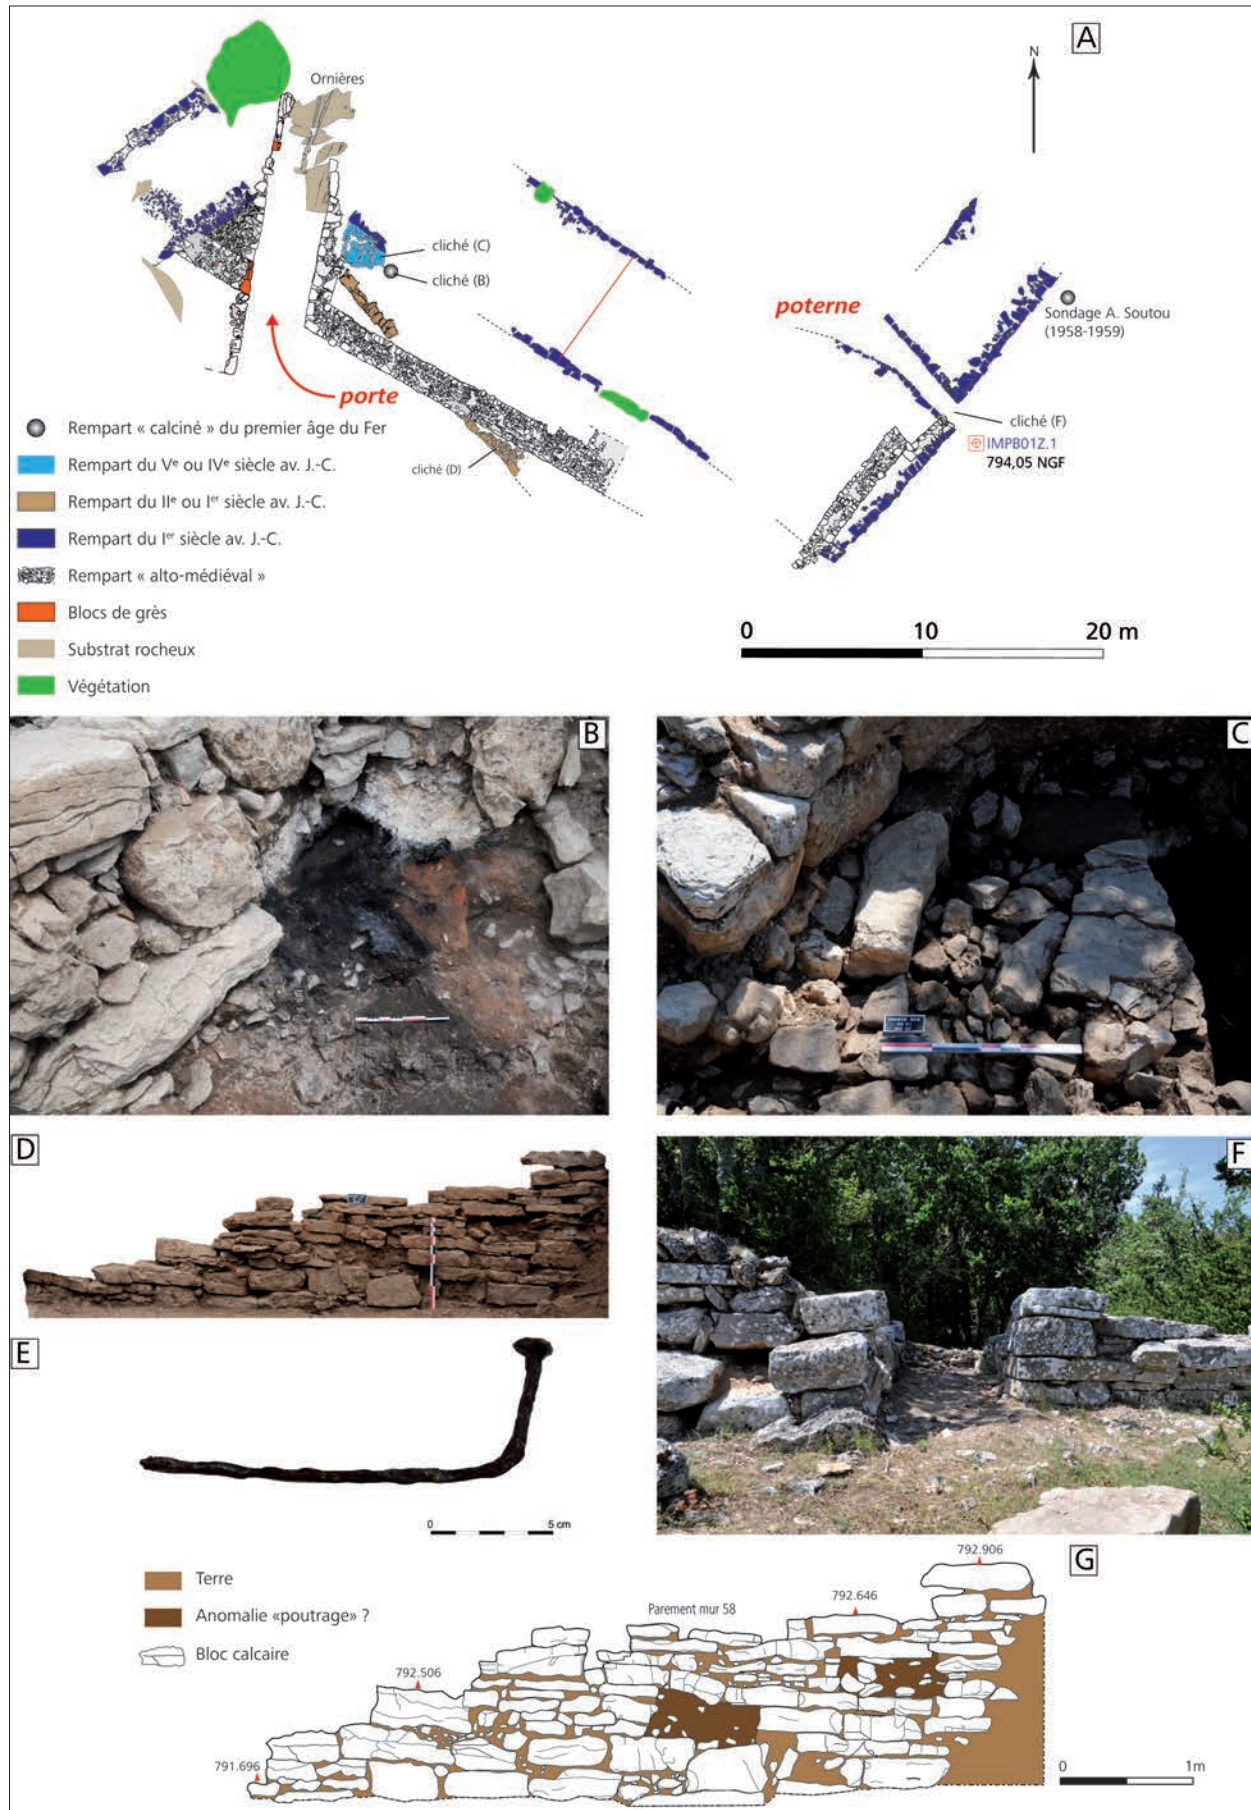 A
N
Ornières
cliché (C)
cliché (B)
poterne
Sondage A. Soutou
(1958-1959)
porte
cliché (F)
IMPB01Z.1
794,05 NGF
cliché (D)
Rempart « calciné » du premier âge du Fer
Rempart du Ve ou IVe siècle av. J.-C.
Rempart du IIe ou Ier siècle av. J.-C.
Rempart du Ier siècle av. J.-C.
Rempart « alto-médiéval »
Blocs de grès
Substrat rocheux
Végétation
0 10 20 m
B
C
D
F
E
0 5 cm
G
Terre
Anomalie «poutrage» ?
Bloc calcaire
Parement mur 58
792.906
792.646
792.506
791.696
0 1m